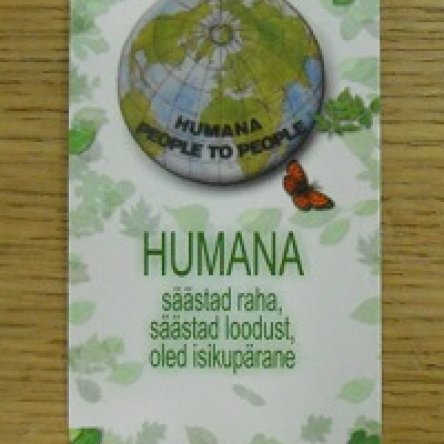 HUMANA
PEOPLE TO PEOPLE
HUMANA
säästad raha,
säästad loodust,
oled isikupärane